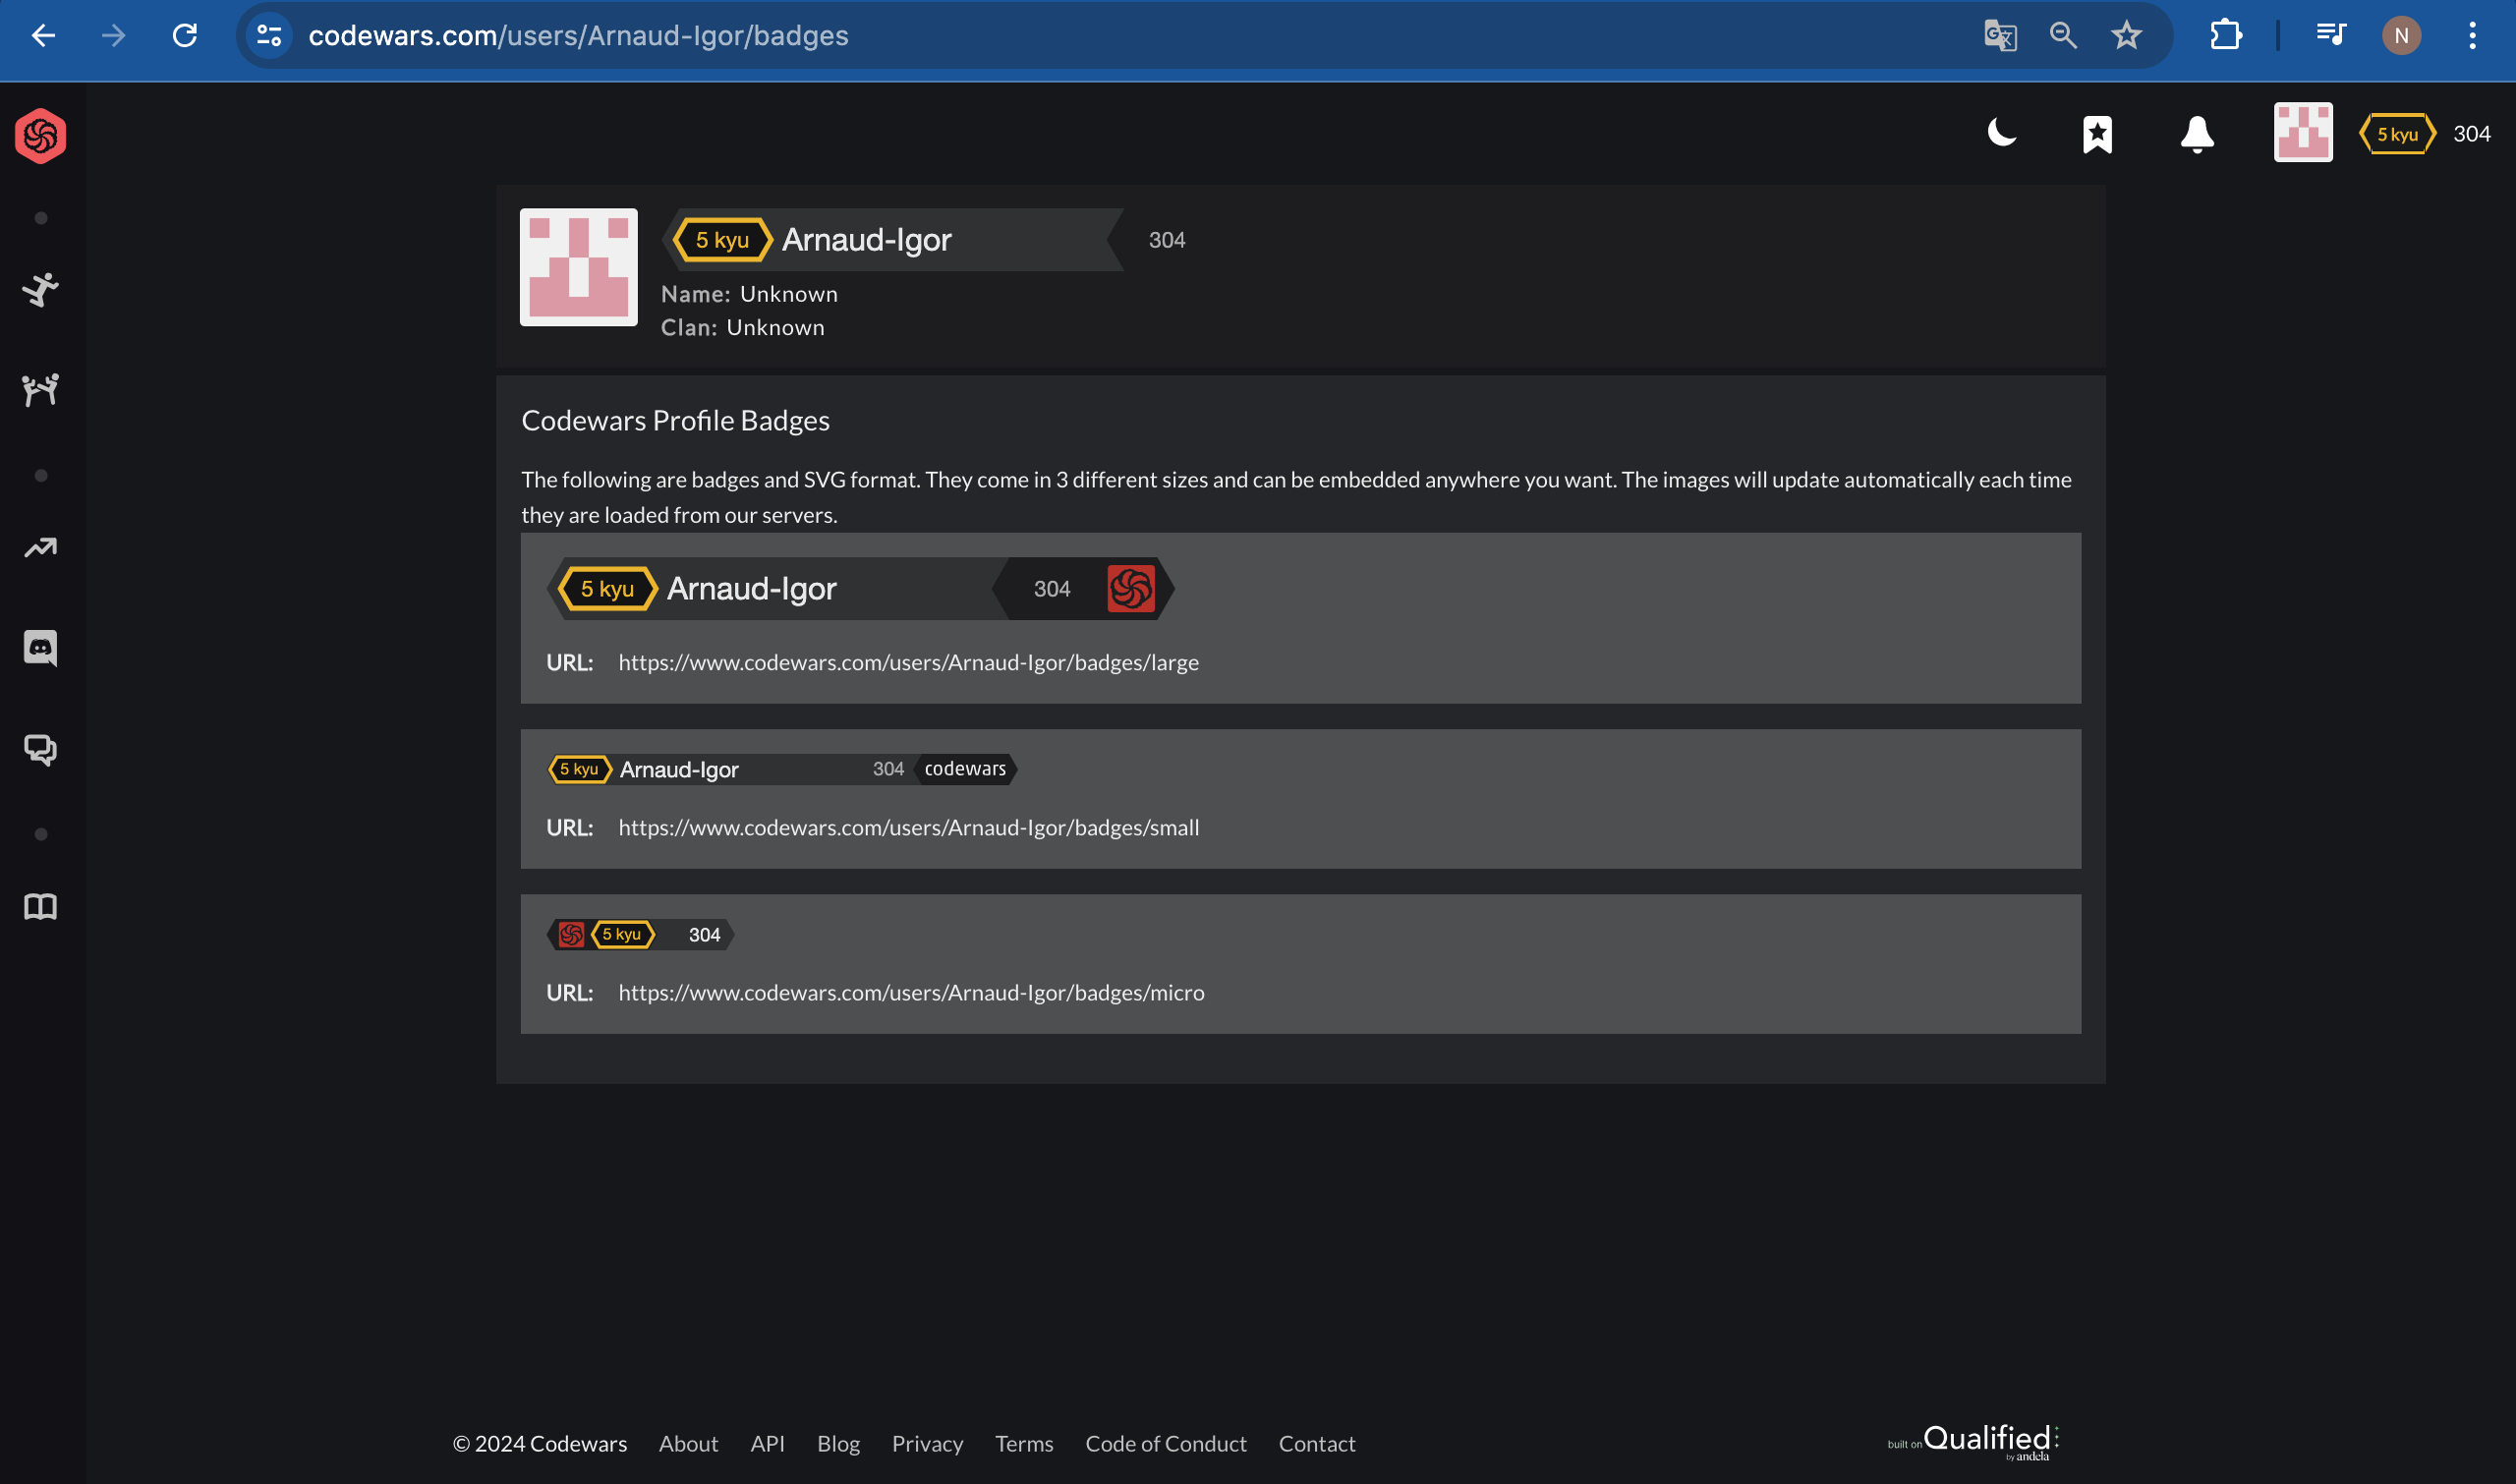 codewars.com/users/Arnaud-Igor/badges
N
5 kyu 304
5 kyu Arnaud-Igor 304
Name: Unknown
Clan: Unknown
Codewars Profile Badges
The following are badges and SVG format. They come in 3 different sizes and can be embedded anywhere you want. The images will update automatically each time
they are loaded from our servers.
5 kyu Arnaud-Igor 304
URL: https://www.codewars.com/users/Arnaud-Igor/badges/large
5 kyu Arnaud-Igor 304 codewars
URL: https://www.codewars.com/users/Arnaud-Igor/badges/small
5 kyu 304
URL: https://www.codewars.com/users/Arnaud-Igor/badges/micro
© 2024 Codewars About API Blog Privacy Terms Code of Conduct Contact
built on Qualified
by andela